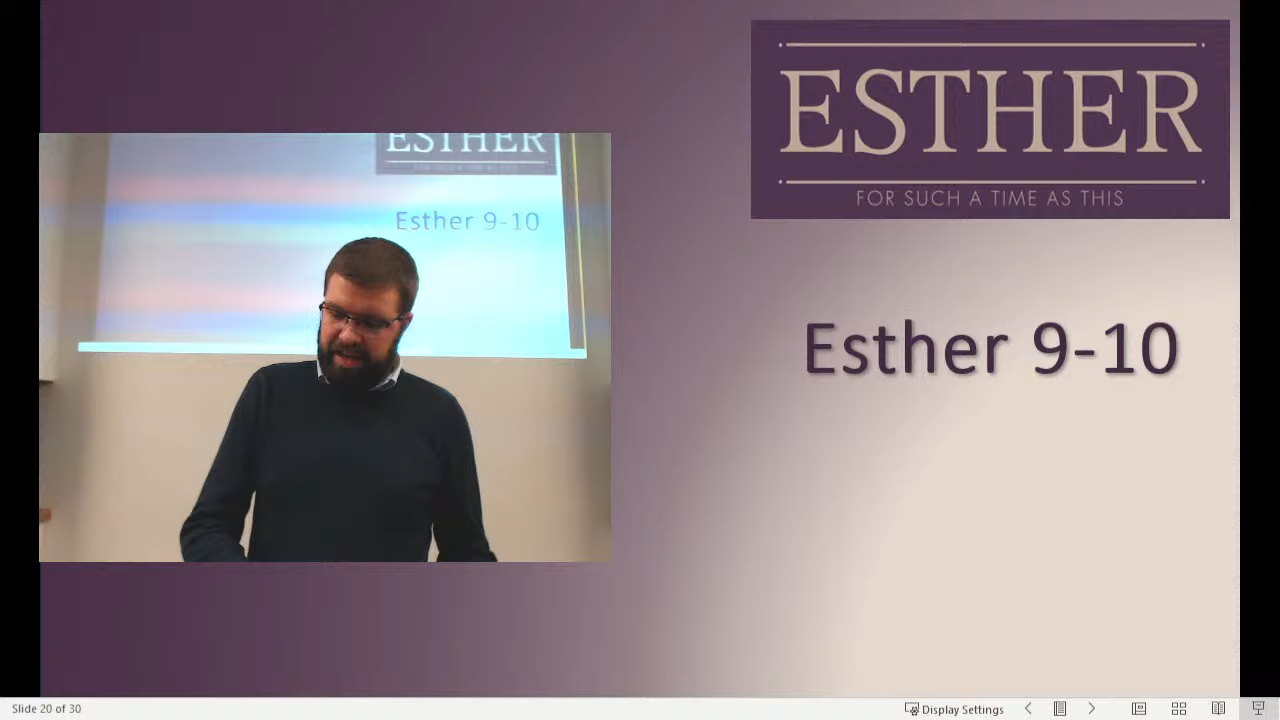 ESTHER
FOR SUCH A TIME AS THIS
ESTHER
Esther 9-10
Esther 9-10
Slide 20 of 30
Display Settings